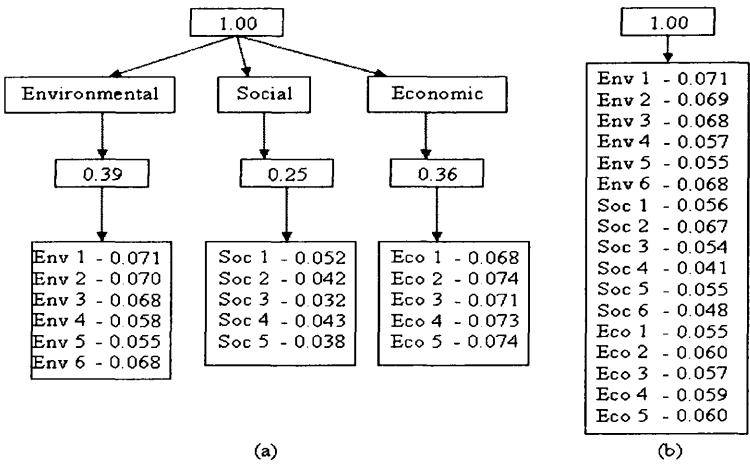 1.00
Environmental
Social
Economic
0.39
0.25
0.36
Env 1 - 0.071
Env 2 - 0.070
Env 3 - 0.068
Env 4 - 0.058
Env 5 - 0.055
Env 6 - 0.068
Soc 1 - 0.052
Soc 2 - 0.042
Soc 3 - 0.032
Soc 4 - 0.043
Soc 5 - 0.038
Eco 1 - 0.068
Eco 2 - 0.074
Eco 3 - 0.071
Eco 4 - 0.073
Eco 5 - 0.074
(a)
1.00
Env 1 - 0.071
Env 2 - 0.069
Env 3 - 0.068
Env 4 - 0.057
Env 5 - 0.055
Env 6 - 0.068
Soc 1 - 0.056
Soc 2 - 0.067
Soc 3 - 0.054
Soc 4 - 0.041
Soc 5 - 0.055
Soc 6 - 0.048
Eco 1 - 0.055
Eco 2 - 0.060
Eco 3 - 0.057
Eco 4 - 0.059
Eco 5 - 0.060
(b)